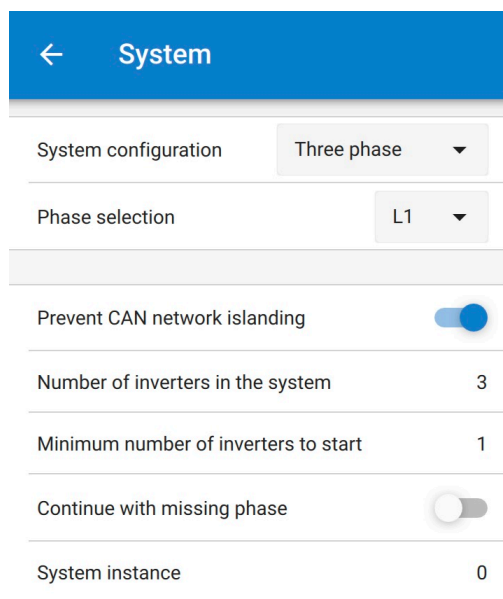 System
System configuration Three phase
Phase selection L1
Prevent CAN network islanding
Number of inverters in the system 3
Minimum number of inverters to start 1
Continue with missing phase
System instance 0